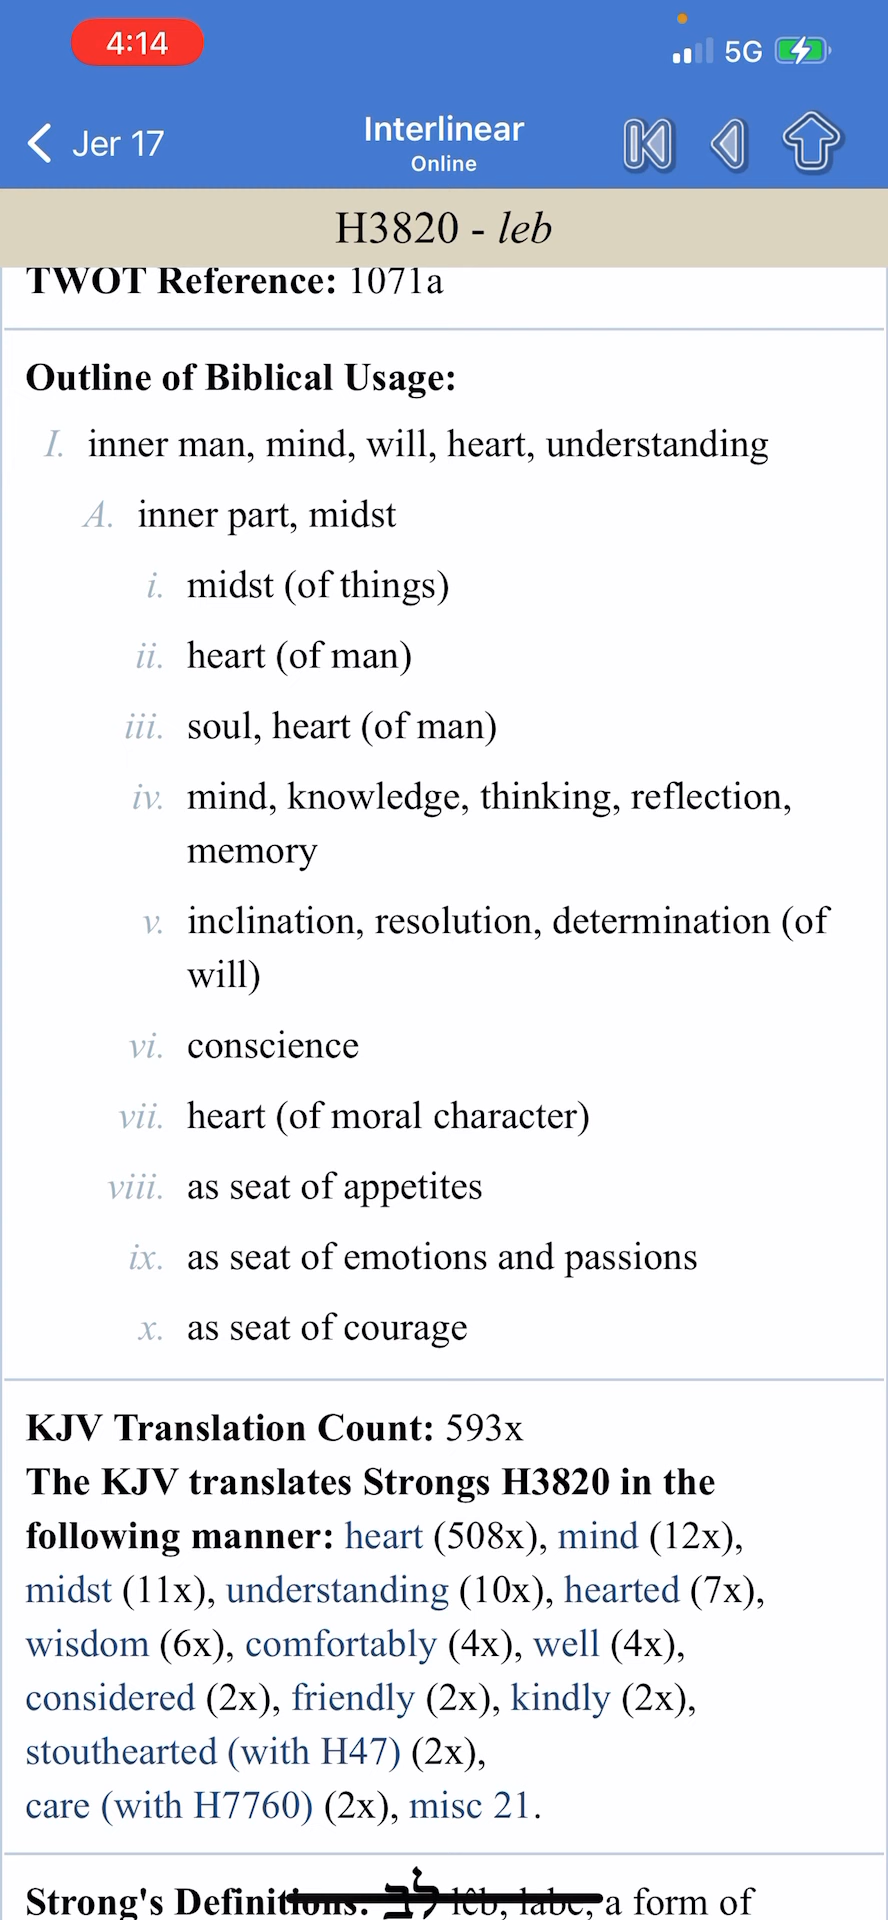 4:14
5G
Jer 17
Interlinear
Online
H3820 - leb
TWOT Reference: 1071a
Outline of Biblical Usage:
I. inner man, mind, will, heart, understanding
A. inner part, midst
i. midst (of things)
ii. heart (of man)
iii. soul, heart (of man)
iv. mind, knowledge, thinking, reflection,
memory
v. inclination, resolution, determination (of
will)
vi. conscience
vii. heart (of moral character)
viii. as seat of appetites
ix. as seat of emotions and passions
x. as seat of courage
KJV Translation Count: 593x
The KJV translates Strongs H3820 in the
following manner: heart (508x), mind (12x),
midst (11x), understanding (10x), hearted (7x),
wisdom (6x), comfortably (4x), well (4x),
considered (2x), friendly (2x), kindly (2x),
stouthearted (with H47) (2x),
care (with H7760) (2x), misc 21.
Strong's Definitions: לֵב lêb, labe; a form of